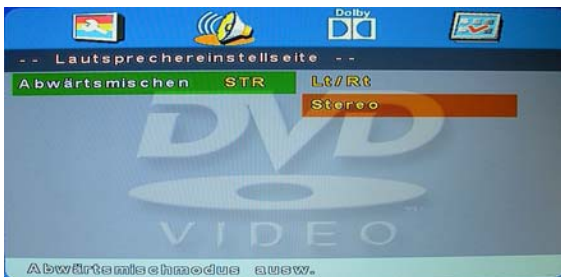 Dolby
-- Lautsprechereinstellseite --
Abwärtsmischen STR Lt/Rt
Stereo
DVD
VIDEO
Abwärtsmischmodus ausw.